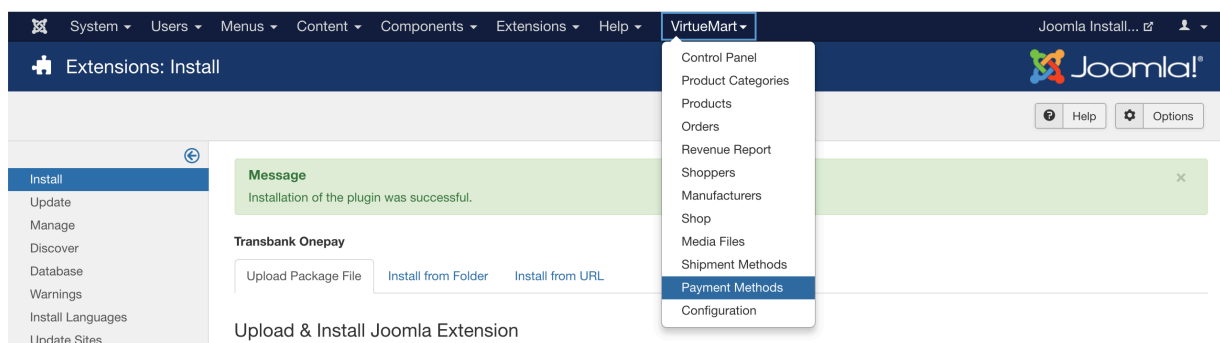 System Users Menus Content Components Extensions Help VirtueMart Joomla Install...
Extensions: Install
Joomla!®
Control Panel
Product Categories
Products
Orders
Revenue Report
Shoppers
Manufacturers
Shop
Media Files
Shipment Methods
Payment Methods
Configuration
Help Options
Install
Update
Manage
Discover
Database
Warnings
Install Languages
Update Sites
Message
Installation of the plugin was successful.
×
Transbank Onepay
Upload Package File Install from Folder Install from URL
Upload & Install Joomla Extension